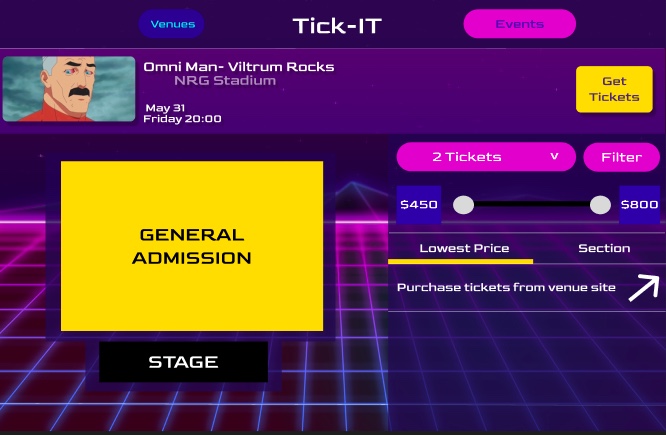 Venues
Tick-IT
Events
Omni Man- Viltrum Rocks
NRG Stadium
May 31
Friday 20:00
Get
Tickets
2 Tickets
v
Filter
$450
$800
Lowest Price
Section
Purchase tickets from venue site
GENERAL
ADMISSION
STAGE